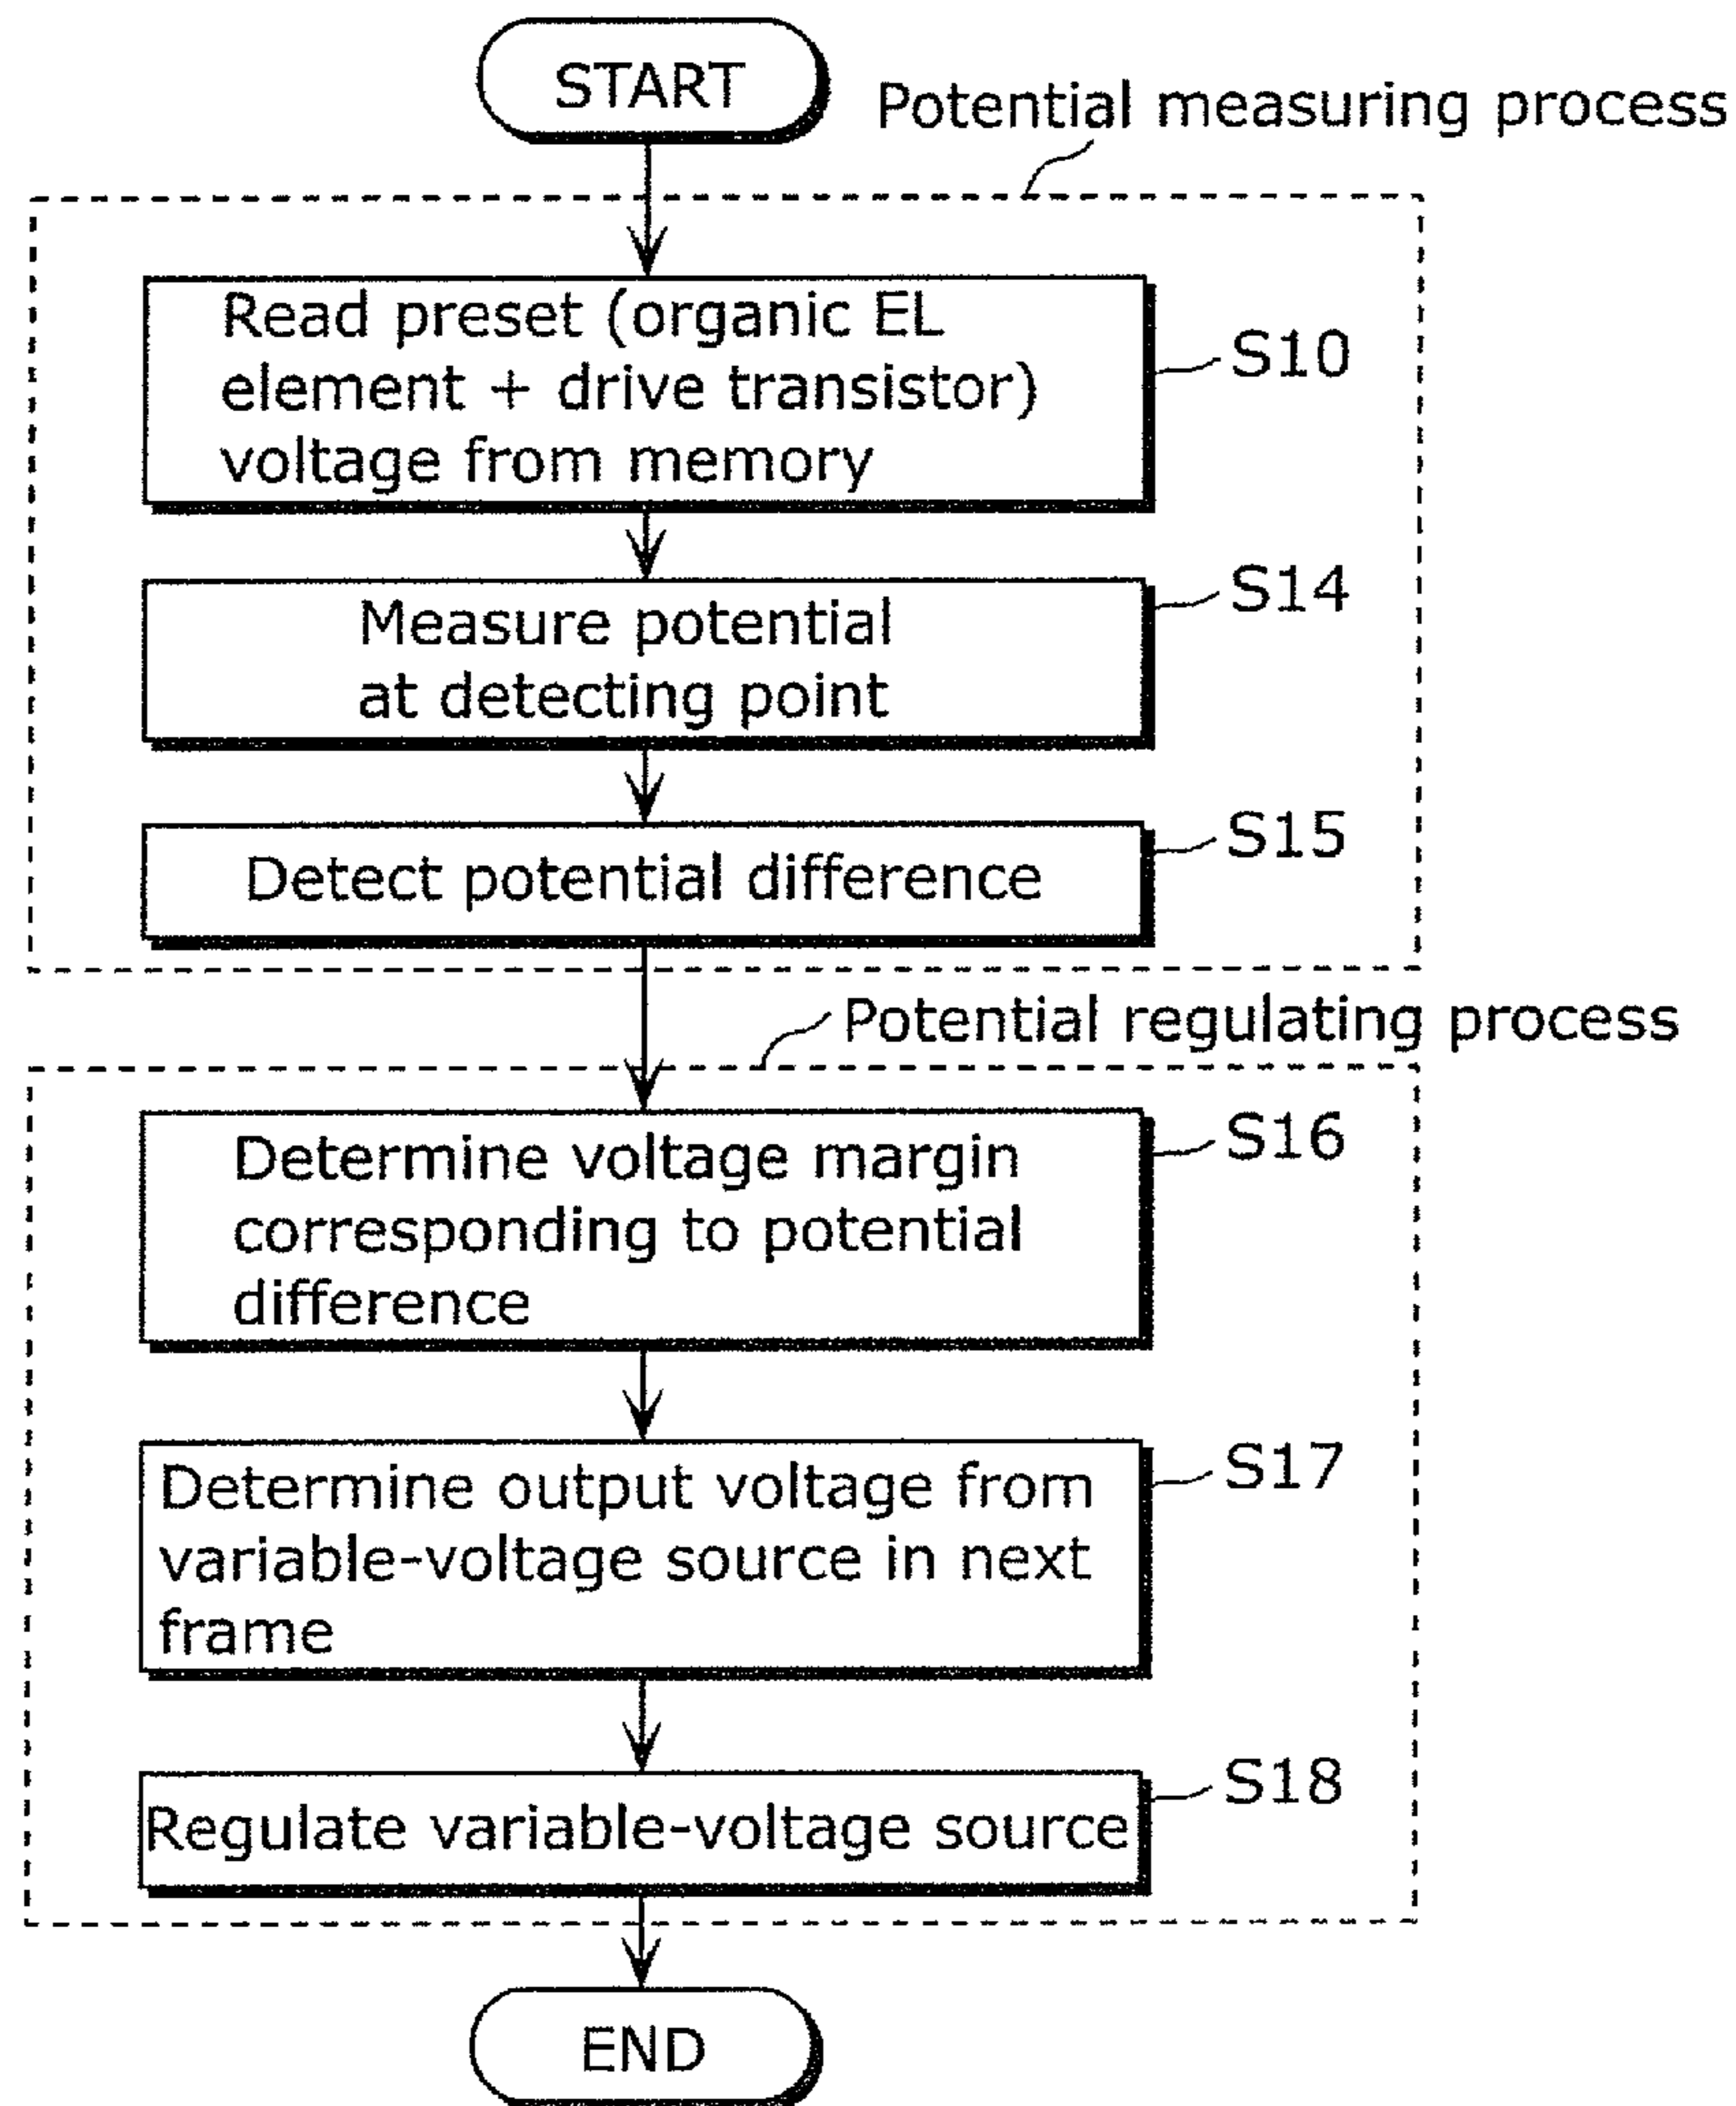 START
Potential measuring process
Read preset (organic EL
element + drive transistor)
voltage from memory
S10
Measure potential
at detecting point
S14
Detect potential difference
S15
Potential regulating process
Determine voltage margin
corresponding to potential
difference
S16
Determine output voltage from
variable-voltage source in next
frame
S17
Regulate variable-voltage source
S18
END